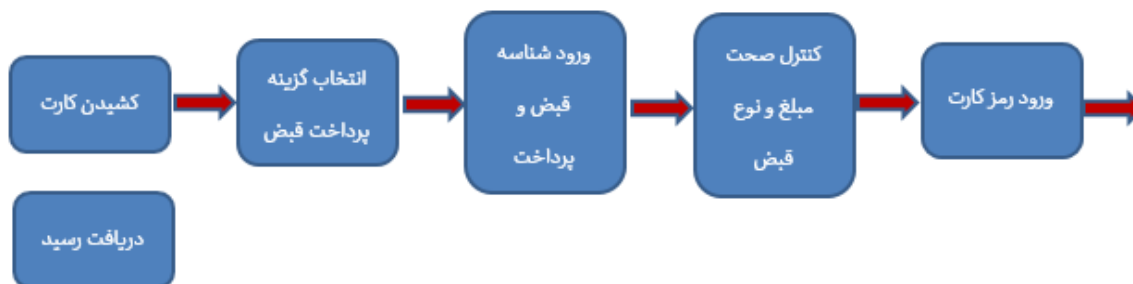 کشیدن کارت
انتخاب گزینه
پرداخت قبض
ورود شناسه
قبض و
پرداخت
کنترل صحت
مبلغ و نوع
قبض
ورود رمز کارت
دریافت رسید